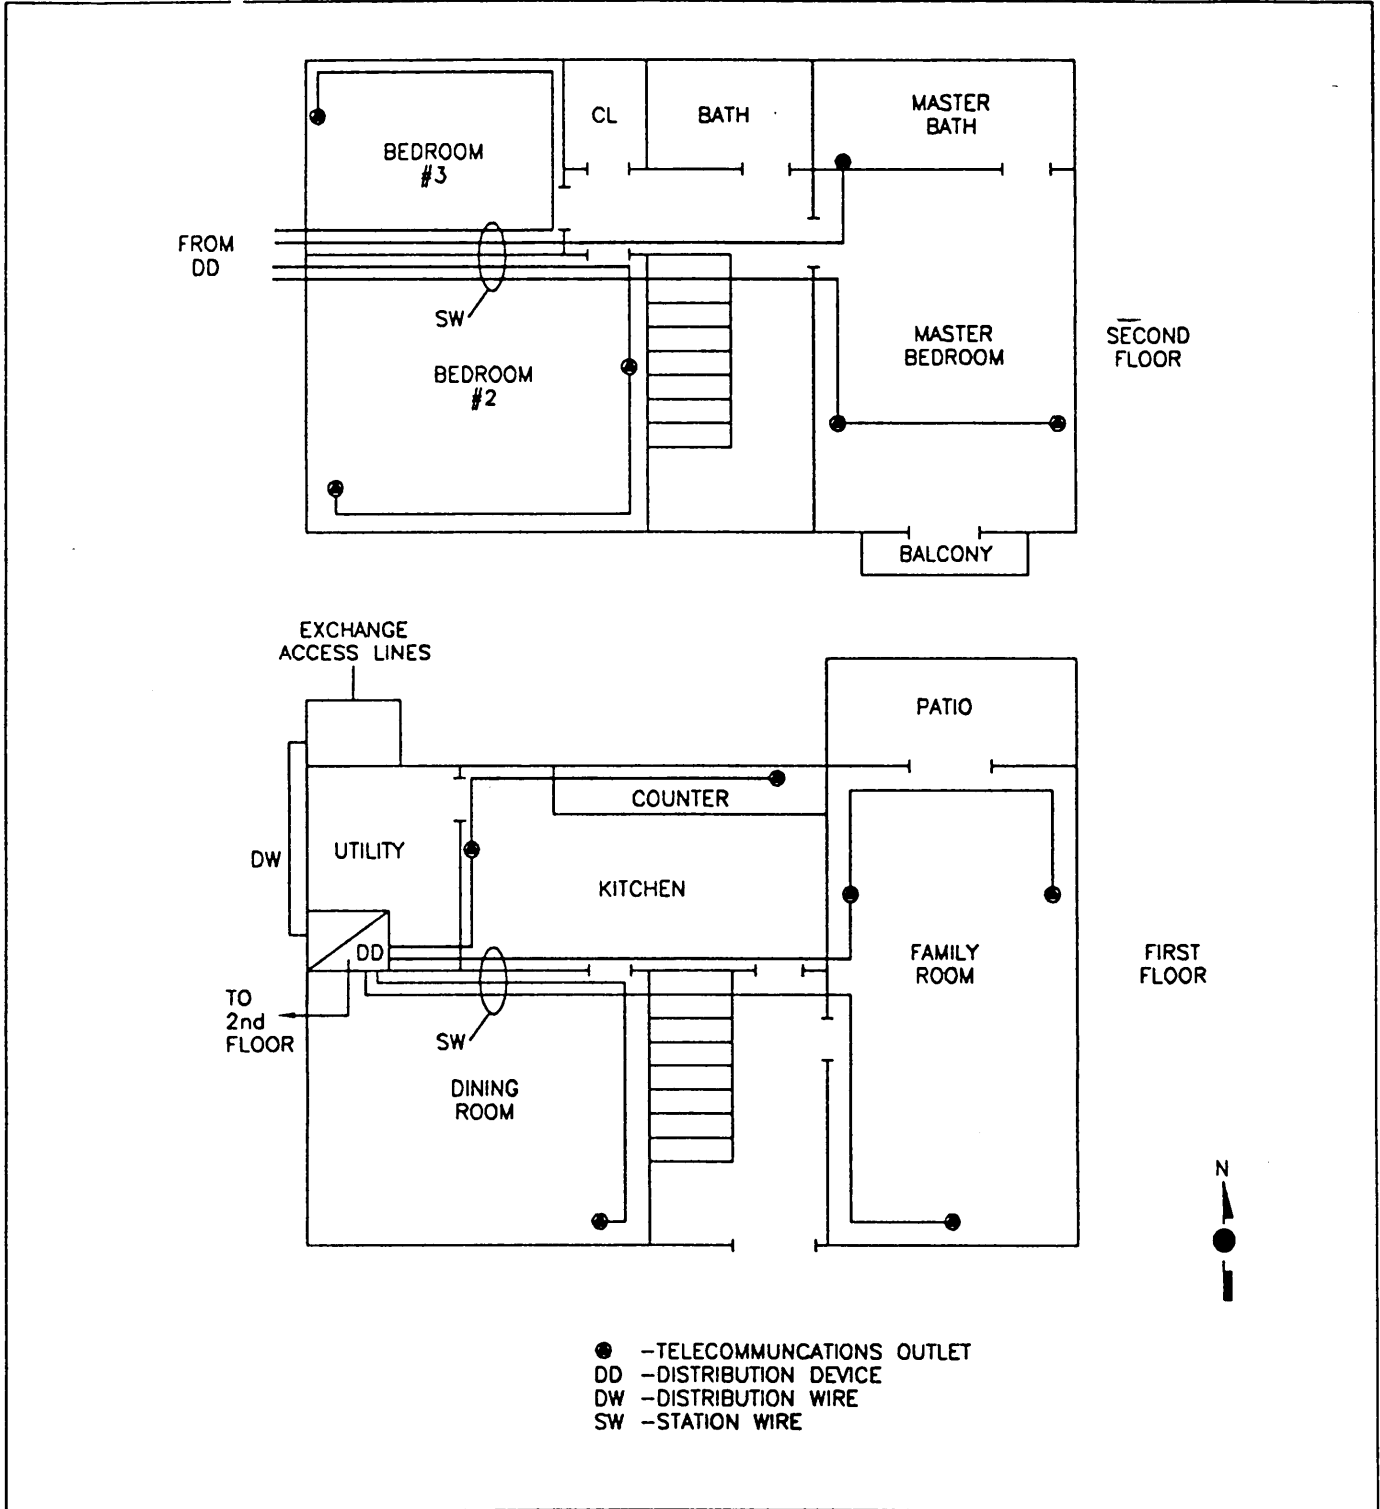 CL
BATH
MASTER
BATH
BEDROOM
#3
FROM
DD
SW
BEDROOM
#2
MASTER
BEDROOM
SECOND
FLOOR
BALCONY
EXCHANGE
ACCESS LINES
PATIO
COUNTER
DW
UTILITY
KITCHEN
DD
FAMILY
ROOM
FIRST
FLOOR
TO
2nd
FLOOR
SW
DINING
ROOM
N
-TELECOMMUNCATIONS OUTLET
DD -DISTRIBUTION DEVICE
DW -DISTRIBUTION WIRE
SW -STATION WIRE